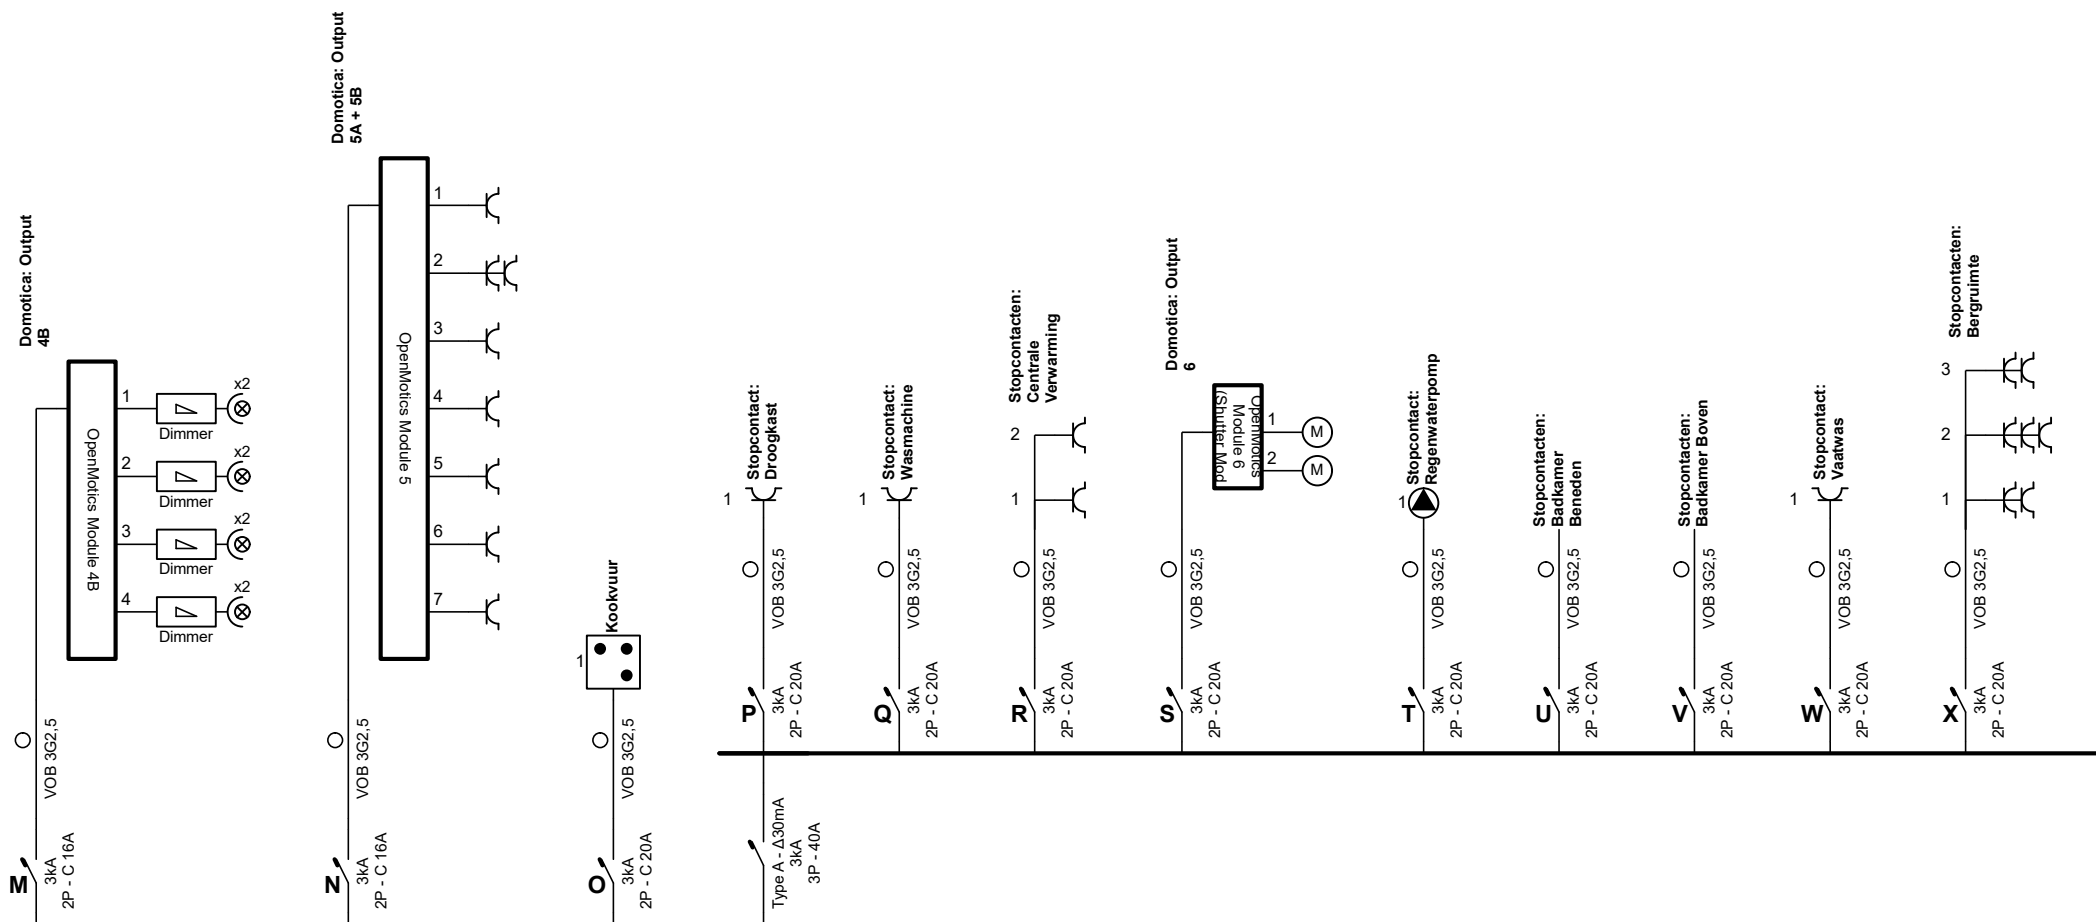 Domotica: Output
4B
OpenMotics Module 4B
1
Dimmer
x2
2
Dimmer
x2
3
Dimmer
x2
4
Dimmer
x2
VOB 3G2,5
M
3kA
2P - C 16A
Domotica: Output
5A + 5B
OpenMotics Module 5
1
2
3
4
5
6
7
VOB 3G2,5
N
3kA
2P - C 16A
Kookvuur
1
VOB 3G2,5
O
3kA
2P - C 20A
Stopcontact:
Droogkast
1
VOB 3G2,5
P
3kA
2P - C 20A
Type A - Δ30mA
3kA
3P - 40A
Stopcontact:
Wasmachine
1
VOB 3G2,5
Q
3kA
2P - C 20A
Stopcontacten:
Centrale
Verwarming
2
1
VOB 3G2,5
R
3kA
2P - C 20A
Domotica: Output
6
OpenMotics
Module 6
(Shutter Mod
1
M
2
M
VOB 3G2,5
S
3kA
2P - C 20A
Stopcontact:
Regenwaterpomp
1
VOB 3G2,5
T
3kA
2P - C 20A
Stopcontacten:
Badkamer
Beneden
VOB 3G2,5
U
3kA
2P - C 20A
Stopcontacten:
Badkamer Boven
VOB 3G2,5
V
3kA
2P - C 20A
Stopcontact:
Vaatwas
1
VOB 3G2,5
W
3kA
2P - C 20A
Stopcontacten:
Bergruimte
3
2
1
VOB 3G2,5
X
3kA
2P - C 20A